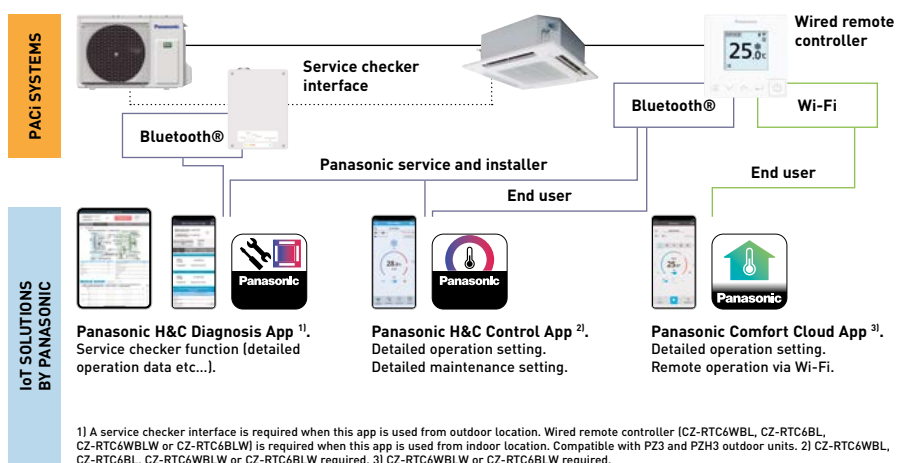 PACi SYSTEMS
Panasonic
Service checker
interface
Panasonic
25.0c
Wired remote
controller
Bluetooth®
Bluetooth®
Wi-Fi
Panasonic service and installer
End user
End user
IoT SOLUTIONS
BY PANASONIC
Panasonic
28.0
Panasonic
25
Panasonic
Panasonic H&C Diagnosis App 1).
Service checker function (detailed
operation data etc...).
Panasonic H&C Control App 2).
Detailed operation setting.
Detailed maintenance setting.
Panasonic Comfort Cloud App 3).
Detailed operation setting.
Remote operation via Wi-Fi.
1) A service checker interface is required when this app is used from outdoor location. Wired remote controller (CZ-RTC6WBL, CZ-RTC6BL,
CZ-RTC6WBLW or CZ-RTC6BLW) is required when this app is used from indoor location. Compatible with PZ3 and PZH3 outdoor units. 2) CZ-RTC6WBL,
CZ-RTC6BL, CZ-RTC6WBLW or CZ-RTC6BLW required. 3) CZ-RTC6WBLW or CZ-RTC6BLW required.